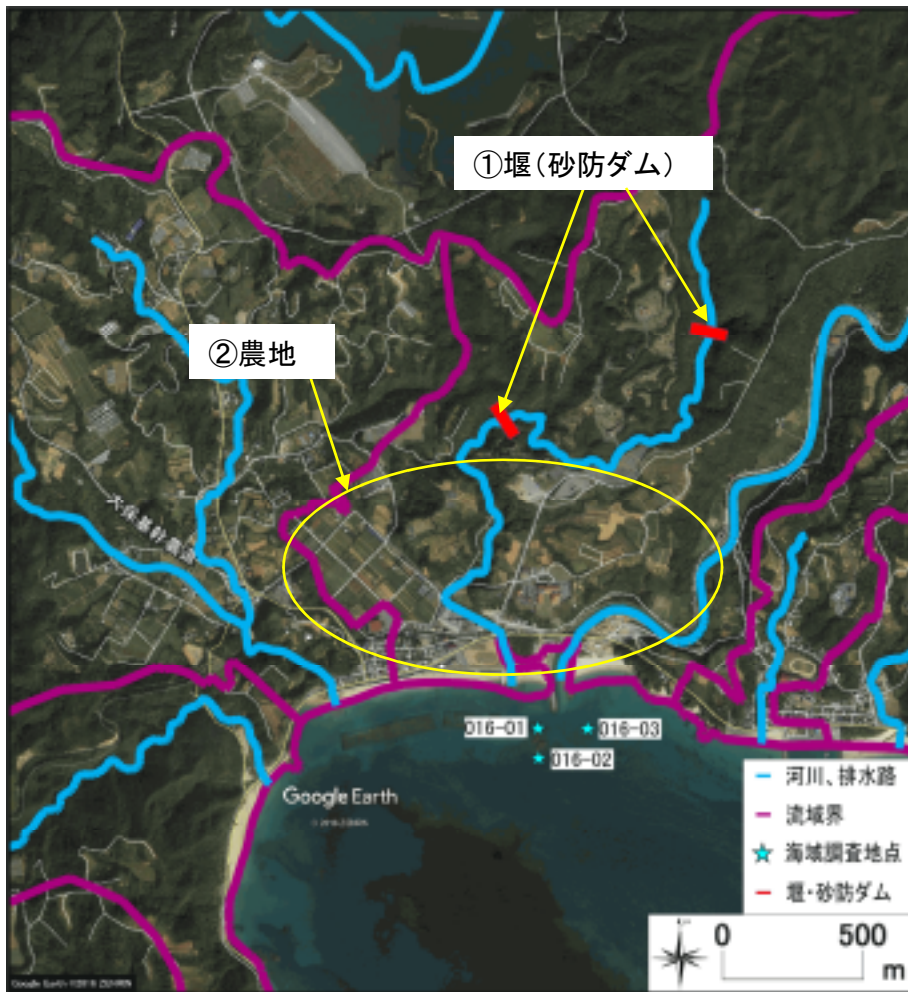 ①堰(砂防ダム)
②農地
016-01
016-03
016-02
Google Earth
河川、排水路
流域界
海域調査地点
堰・砂防ダム
0
500
m